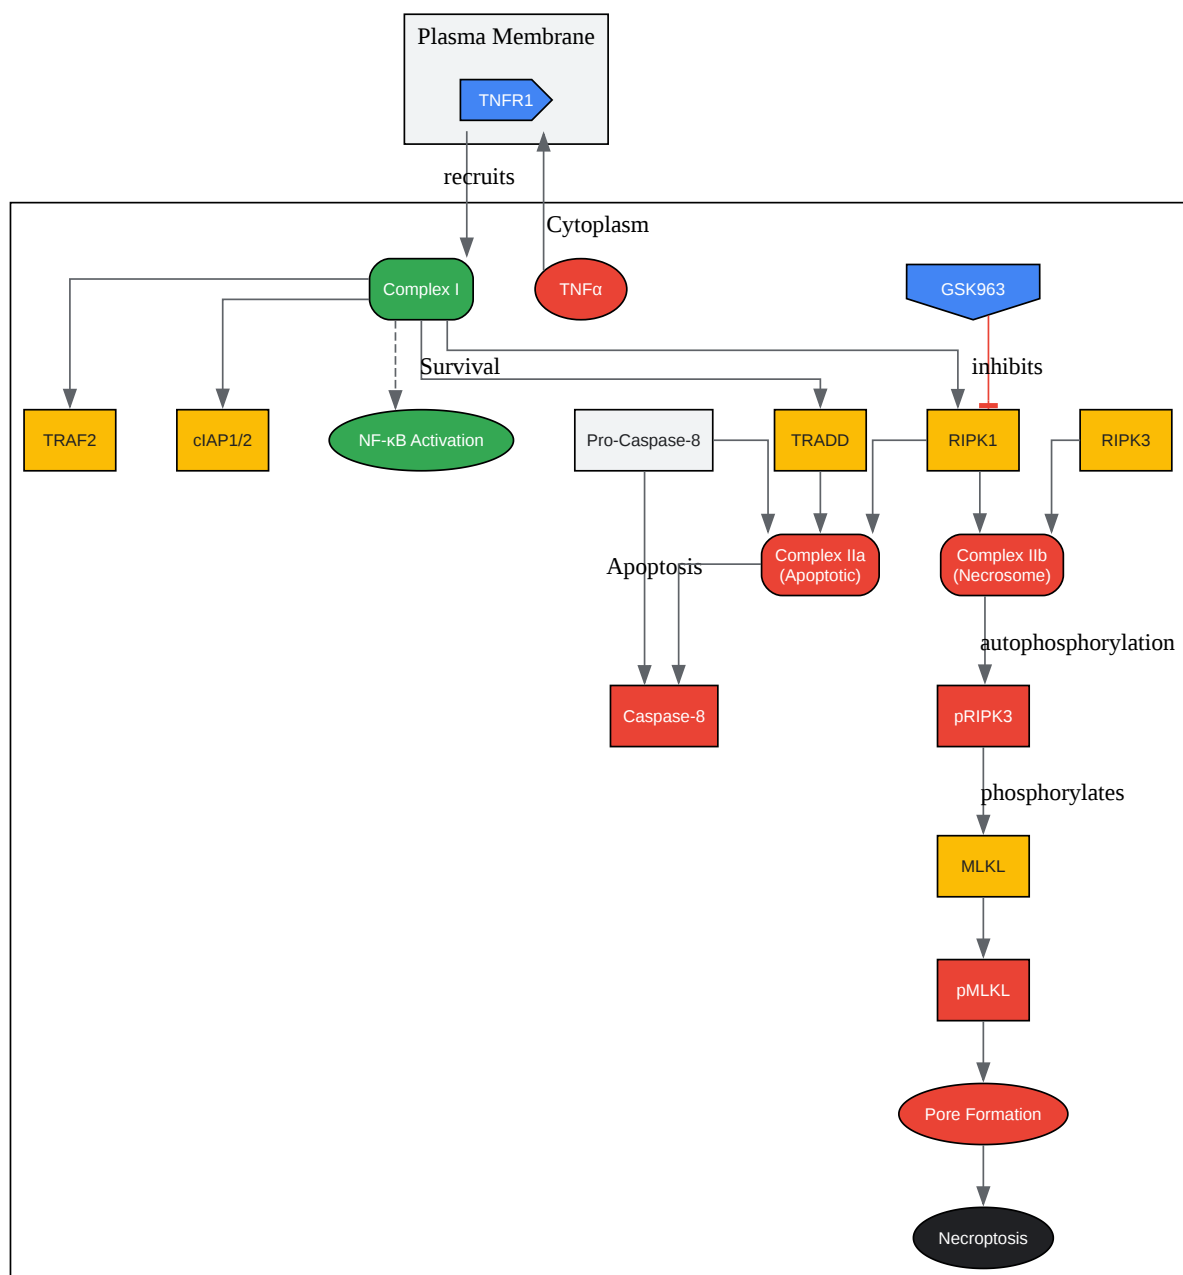 Plasma Membrane
TNFR1
recruits
Cytoplasm
Complex I
TNFα
GSK963
Survival
inhibits
TRAF2
cIAP1/2
NF-κB Activation
Pro-Caspase-8
TRADD
RIPK1
RIPK3
Apoptosis
Complex IIa
(Apoptotic)
Complex IIb
(Necrosome)
autophosphorylation
Caspase-8
pRIPK3
phosphorylates
MLKL
pMLKL
Pore Formation
Necroptosis